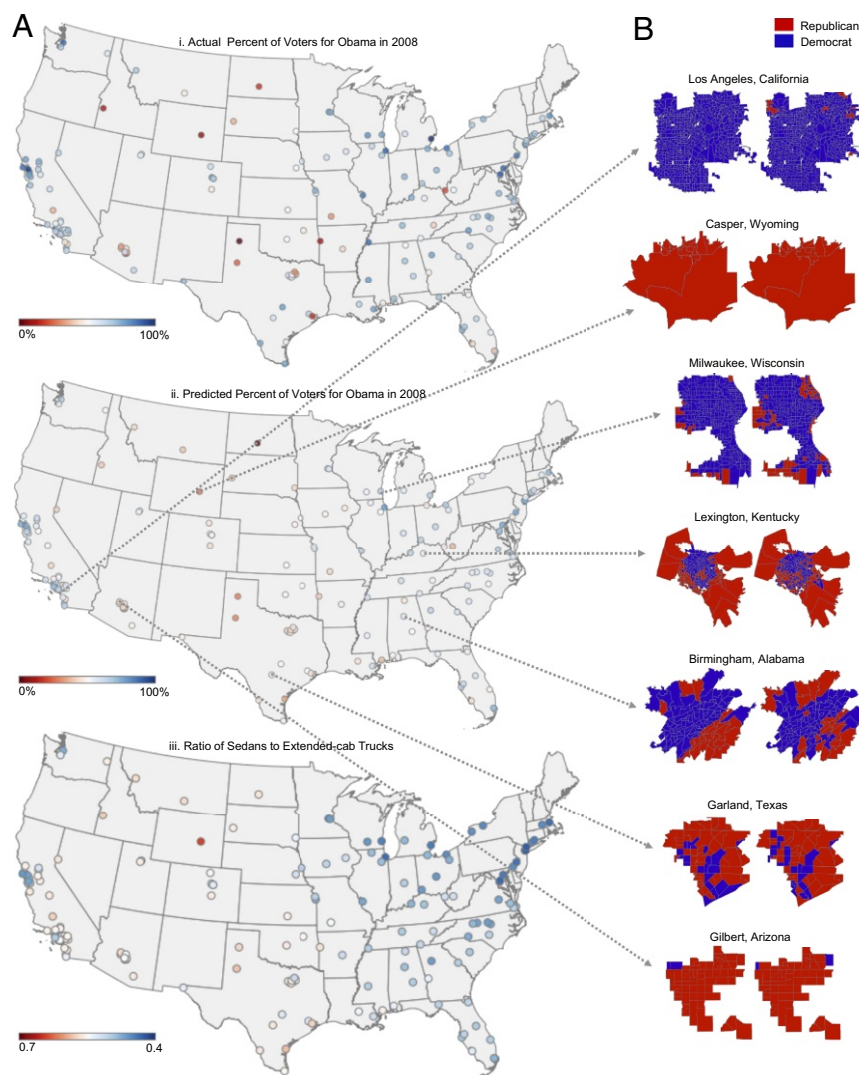 A
i. Actual Percent of Voters for Obama in 2008
0%
100%
ii. Predicted Percent of Voters for Obama in 2008
0%
100%
iii. Ratio of Sedans to Extended-cab Trucks
0.7
0.4
B
Republican
Democrat
Los Angeles, California
Casper, Wyoming
Milwaukee, Wisconsin
Lexington, Kentucky
Birmingham, Alabama
Garland, Texas
Gilbert, Arizona